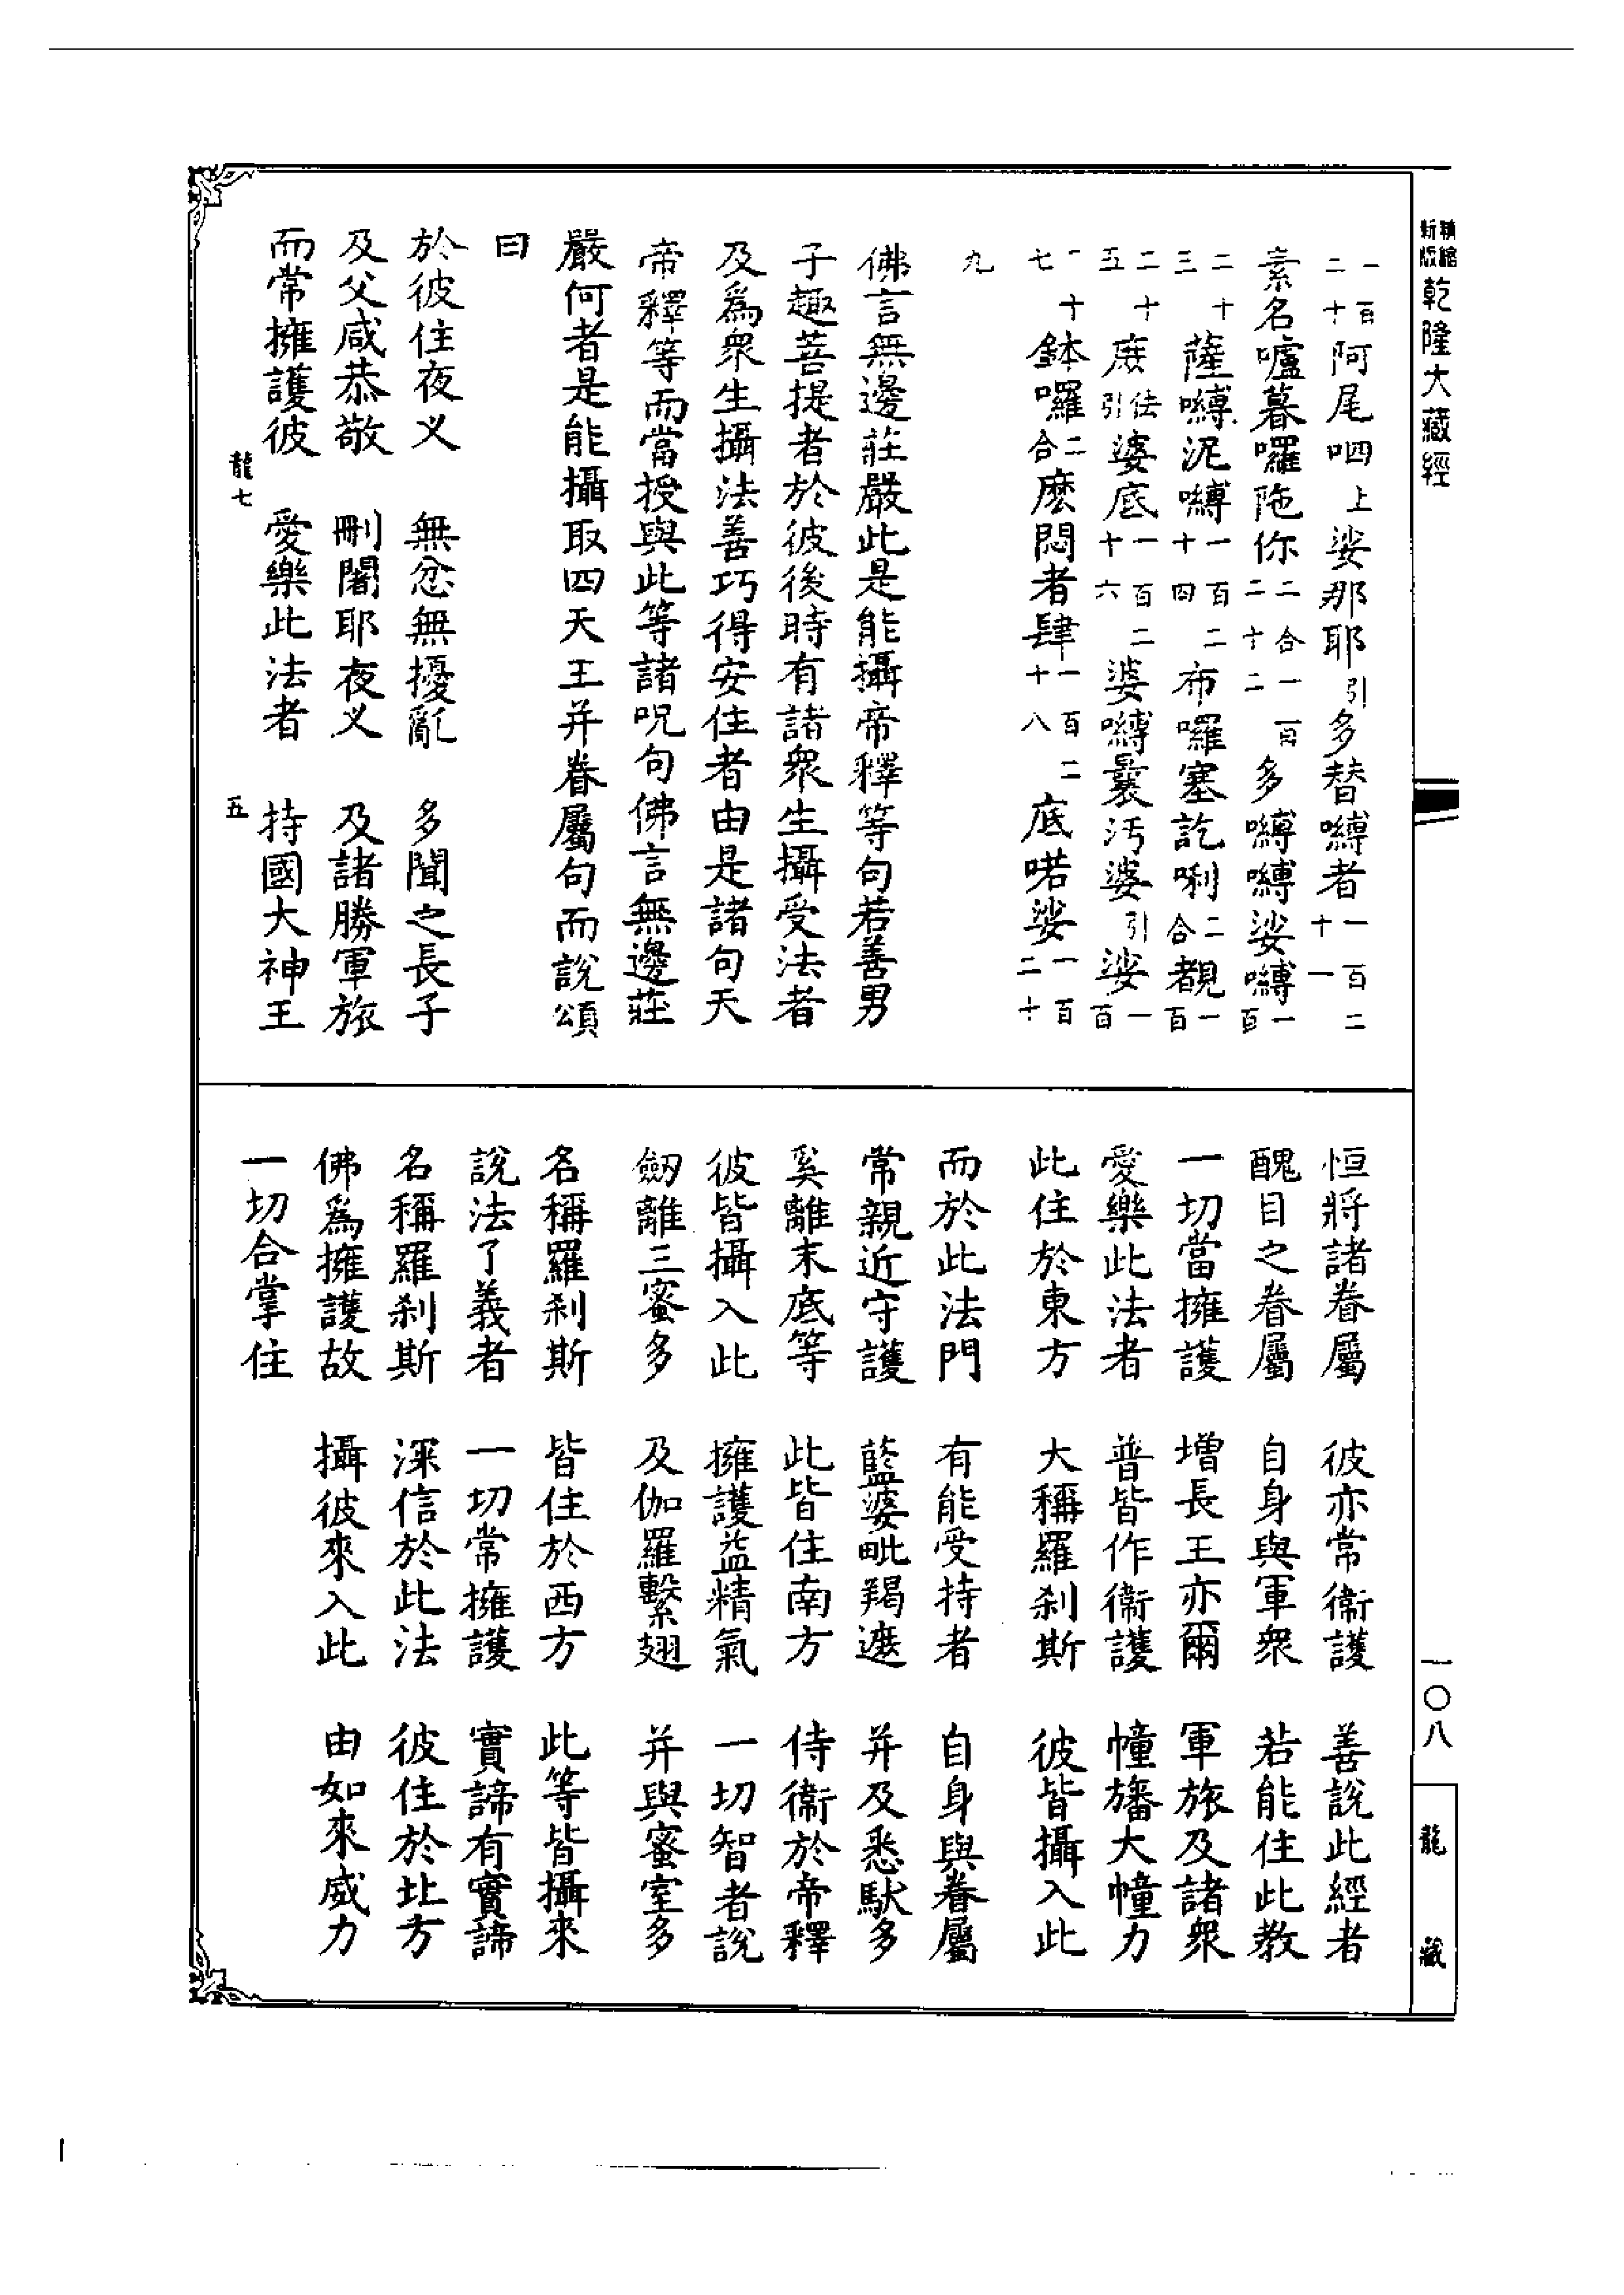 精縮新版 乾隆大藏經
一百二十阿尾呬上娑那耶引多替嚩者一百二十一
素名嚧暮囉陁你二合一百二十二多嚩嚩娑嚩一百
二十三薩嚩泥嚩一百二十四布囉塞訖唎二合覩一百
二十五庻佉引婆底一百二十六婆嚩曩汚婆引娑一百
二十七鉢囉二合麽悶者肆一百二十八底喏娑一百二十
九
佛言無邊莊嚴此是能攝帝釋等句若善男
子趣菩提者於彼後時有諸衆生攝受法者
及爲衆生攝法善巧得安住者由是諸句天
帝釋等而當授與此等諸呪句佛言無邊莊
嚴何者是能攝取四天王并眷屬句而說頌
曰
於彼住夜义 無忿無擾亂 多聞之長子
及父咸恭敬 刪闍耶夜义 及諸勝軍旅
而常擁護彼 愛樂此法者 持國大神王
龍七 五
恒將諸眷屬 彼亦常衞護 善說此經者
醜目之眷屬 自身與軍衆 若能住此教
一切當擁護 增長王亦爾 軍旅及諸衆
愛樂此法者 普皆作衞護 幢旛大幢力
此住於東方 大稱羅刹斯 彼皆攝入此
而於此法門 有能受持者 自身與眷屬
常親近守護 藍婆毗羯遮 并及悉馱多
奚離末底等 此皆住南方 侍衞於帝釋
彼皆攝入此 擁護益精氣 一切智者說
劒離三蜜多 及伽羅繫翅 并與蜜室多
名稱羅刹斯 皆住於西方 此等皆攝來
說法了義者 一切常擁護 實諦有實諦
名稱羅刹斯 深信於此法 彼住於北方
佛爲擁護故 攝彼來入此 由如來威力
一切合掌住
一〇八
龍藏